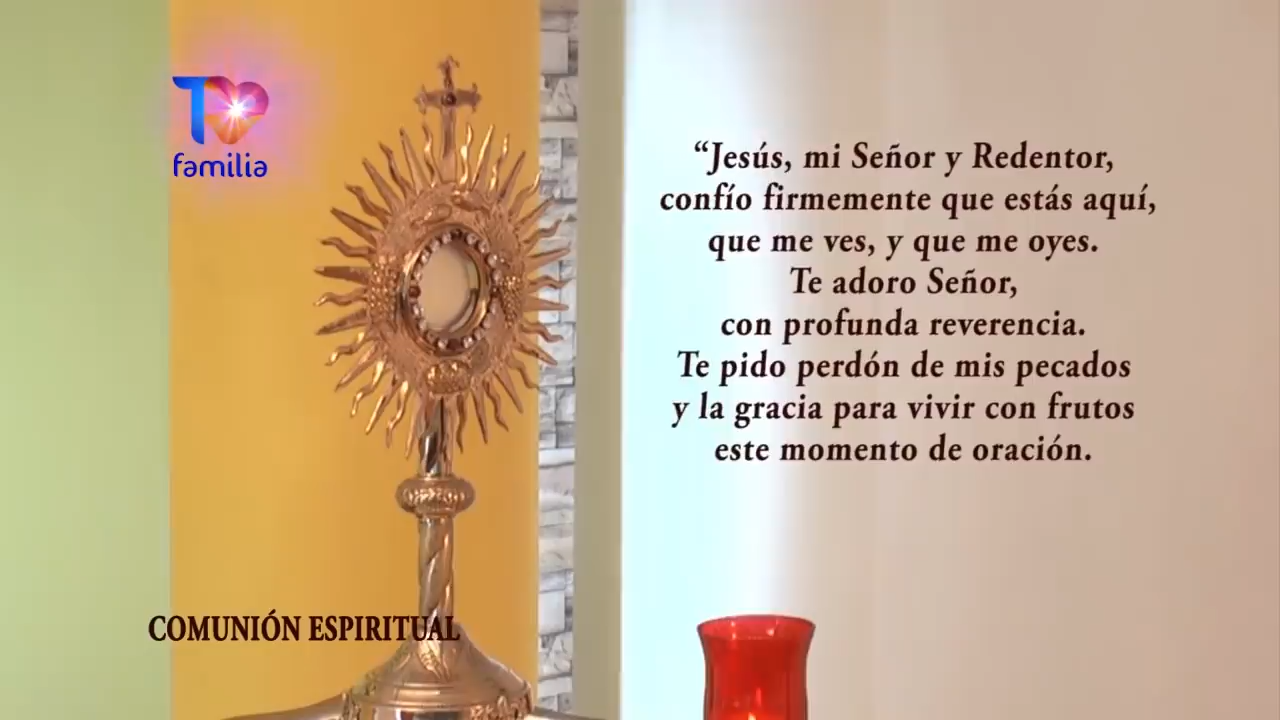 TV
familia
“Jesús, mi Señor y Redentor,
confío firmemente que estás aquí,
que me ves, y que me oyes.
Te adoro Señor,
con profunda reverencia.
Te pido perdón de mis pecados
y la gracia para vivir con frutos
este momento de oración.
COMUNIÓN ESPIRITUAL